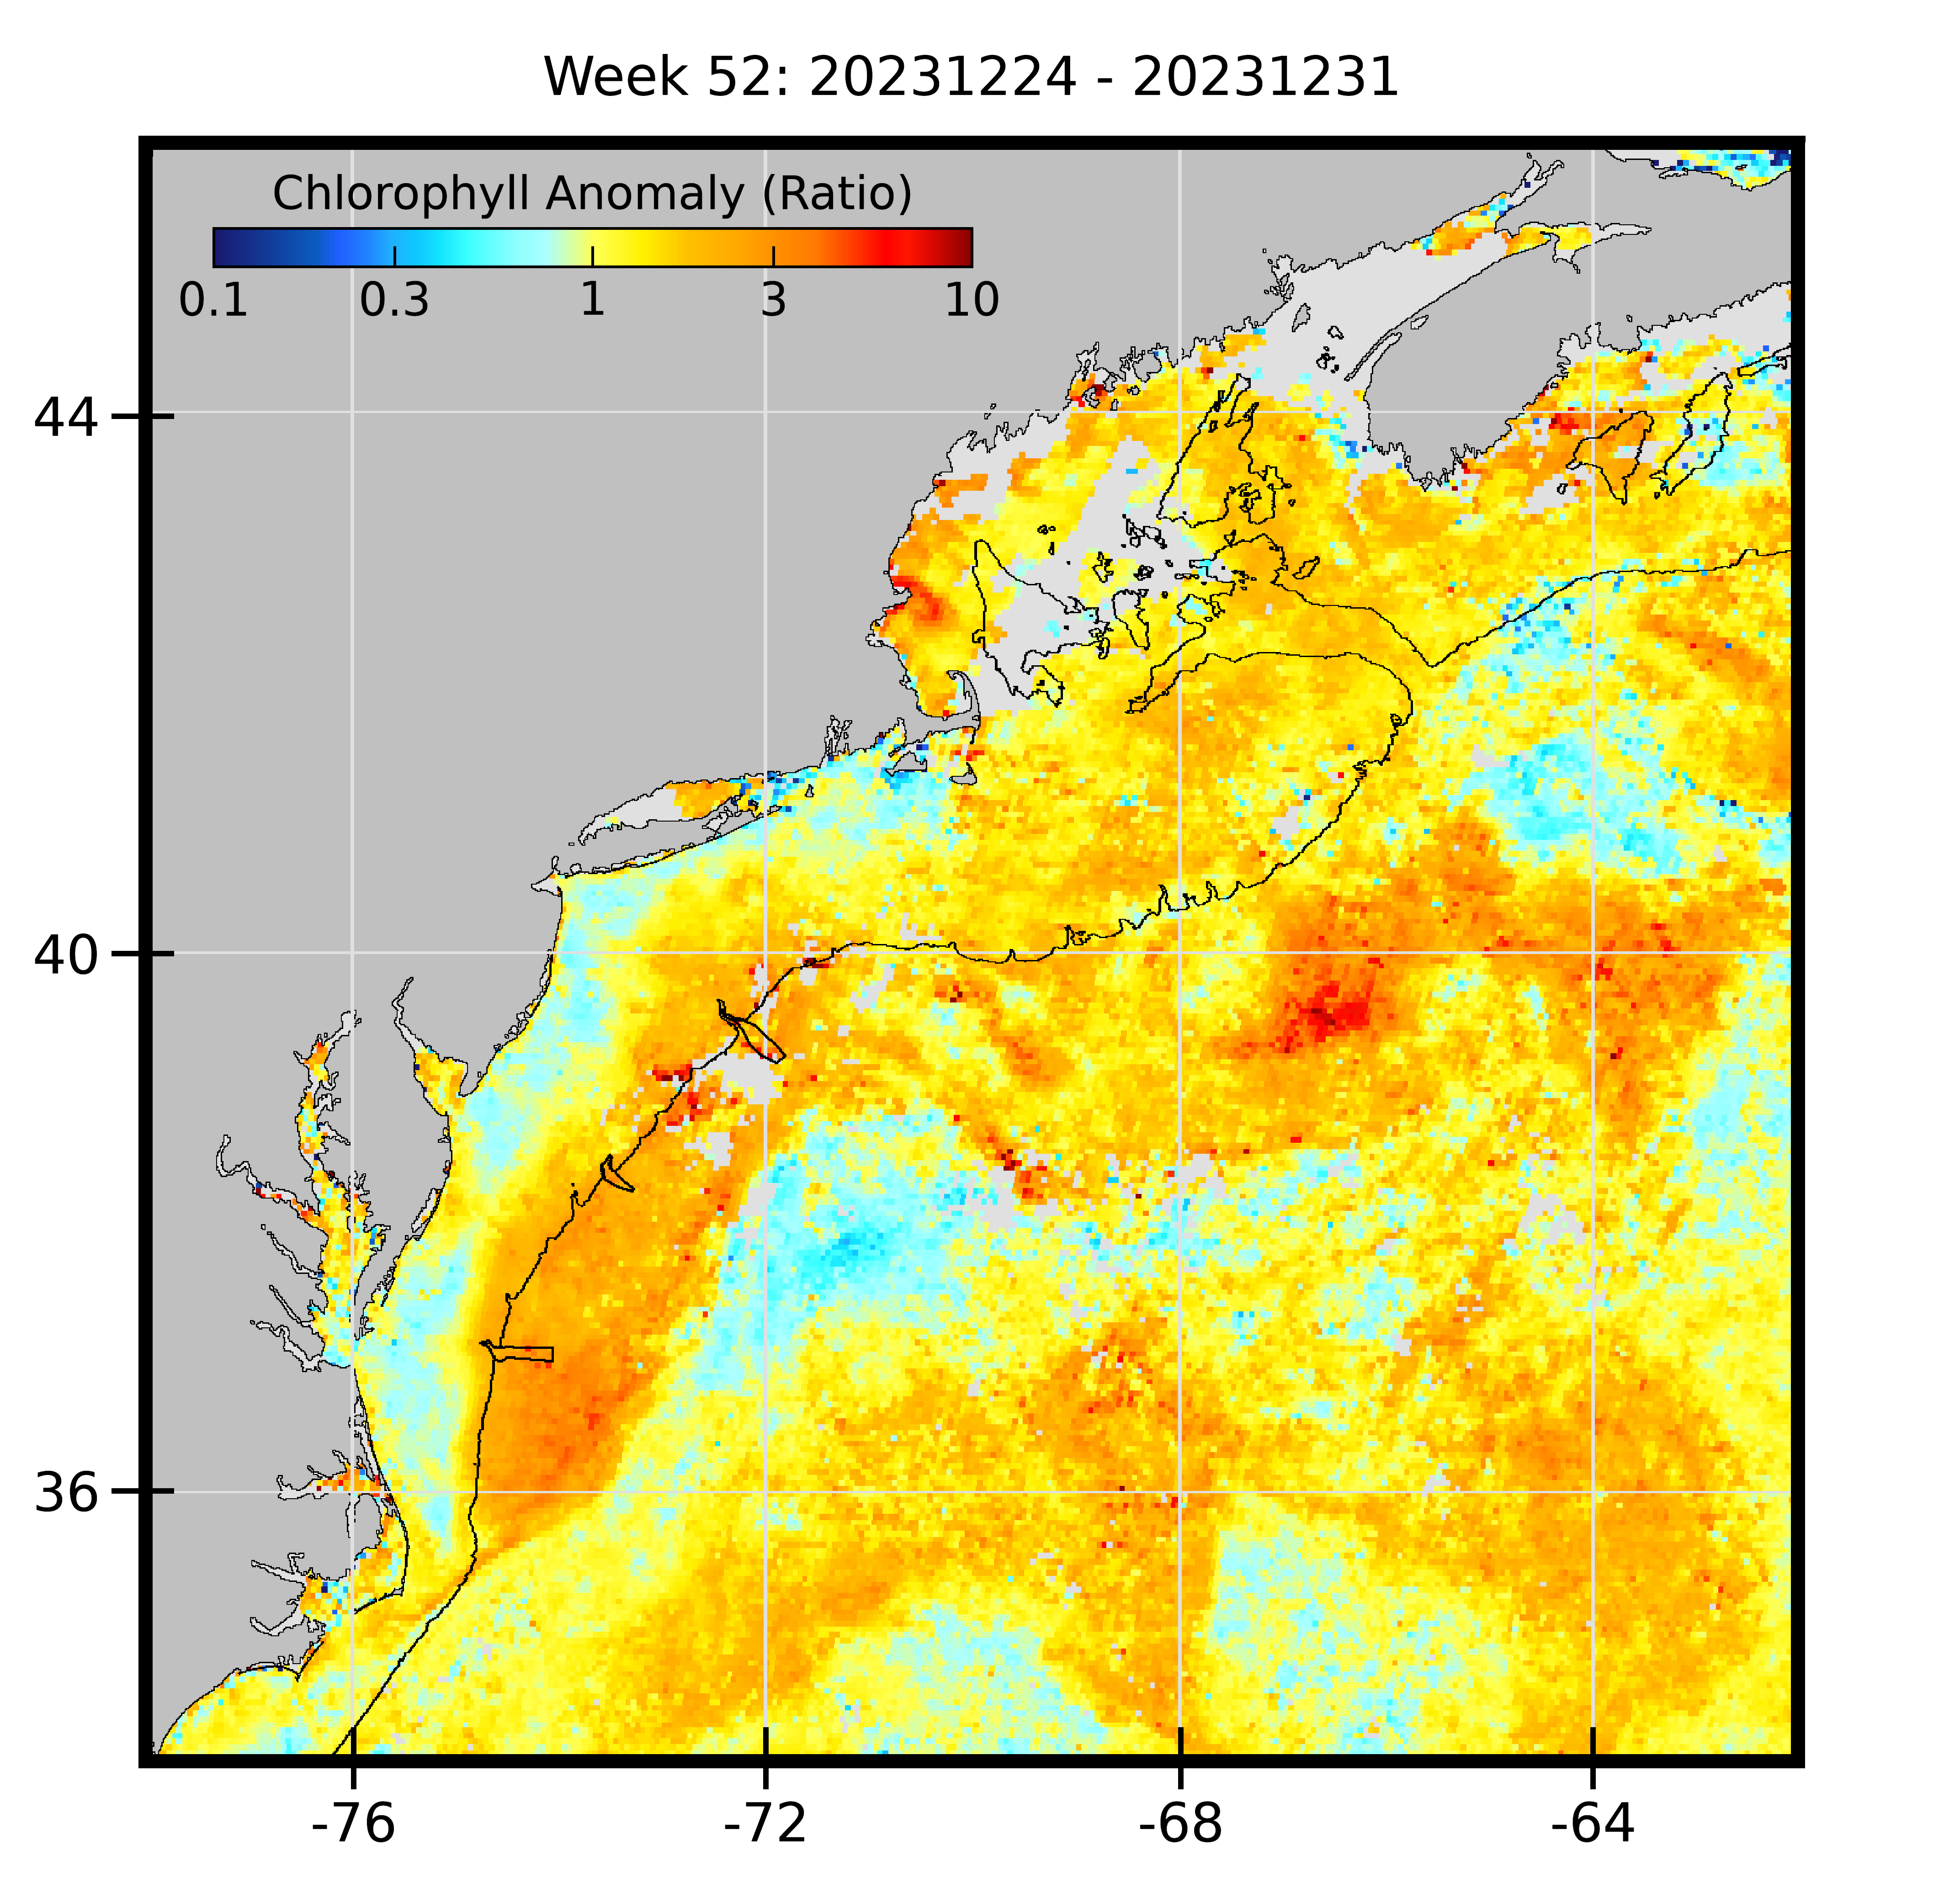 Week 52: 20231224 - 20231231
Chlorophyll Anomaly (Ratio)
0.1 0.3 1 3 10
44
40
36
-76 -72 -68 -64